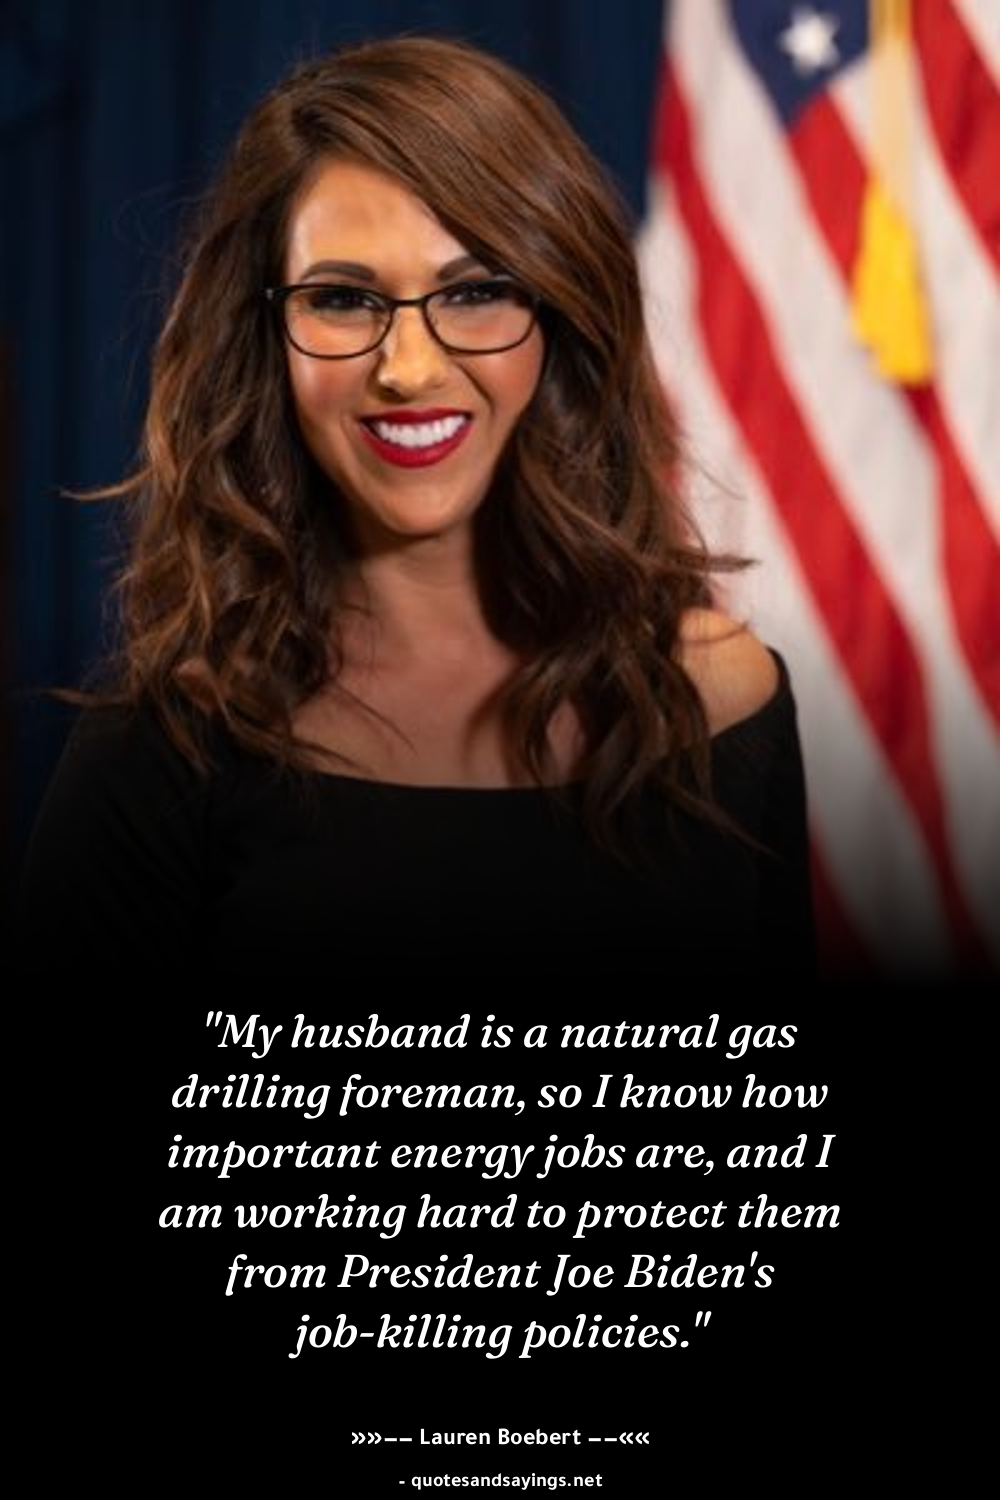 "My husband is a natural gas
drilling foreman, so I know how
important energy jobs are, and I
am working hard to protect them
from President Joe Biden's
job-killing policies."
»»–– Lauren Boebert ––««
- quotesandsayings.net